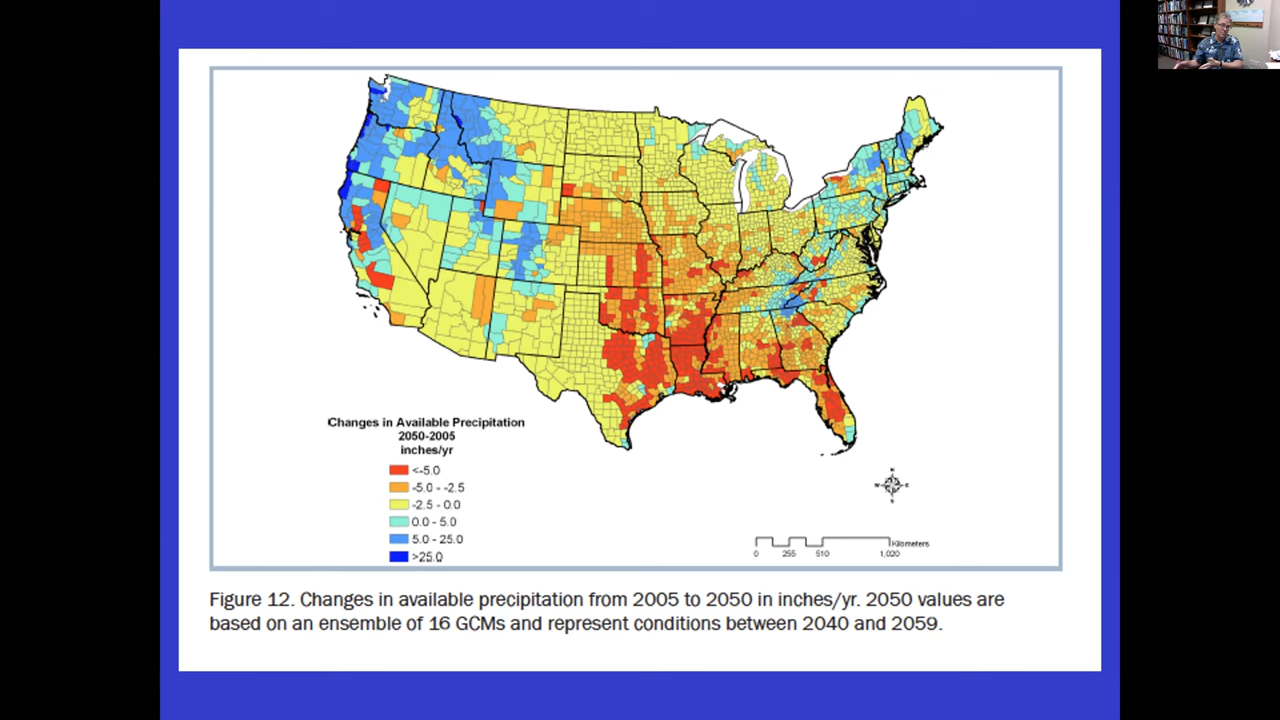 Changes in Available Precipitation
2050-2005
inches/yr
<-5.0
-5.0 - -2.5
-2.5 - 0.0
0.0 - 5.0
5.0 - 25.0
>25.0
N
W E
S
Kilometers
0 255 510 1,020
Figure 12. Changes in available precipitation from 2005 to 2050 in inches/yr. 2050 values are
based on an ensemble of 16 GCMs and represent conditions between 2040 and 2059.